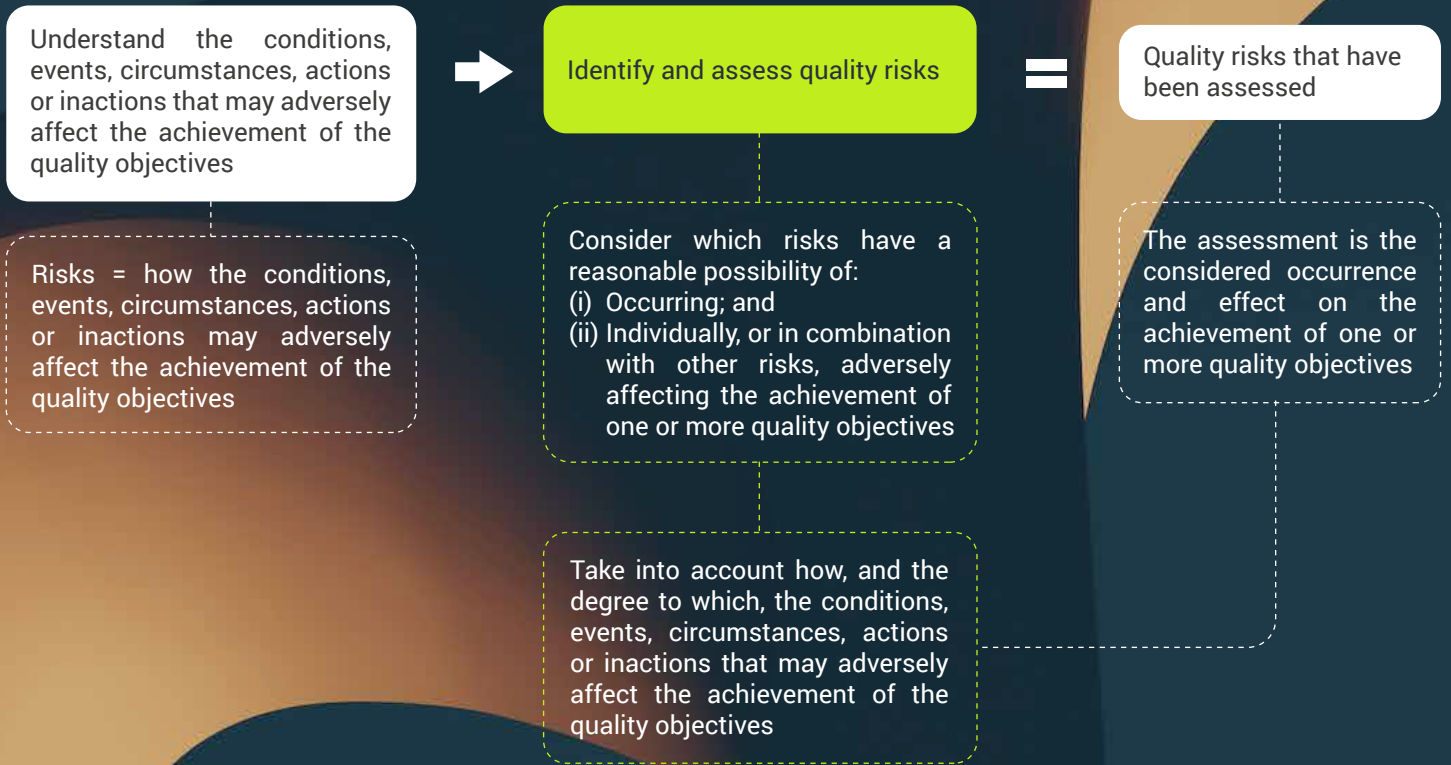 Understand the conditions,
events, circumstances, actions
or inactions that may adversely
affect the achievement of the
quality objectives
Risks = how the conditions,
events, circumstances, actions
or inactions may adversely
affect the achievement of the
quality objectives
Identify and assess quality risks
Consider which risks have a
reasonable possibility of:
(i) Occurring; and
(ii) Individually, or in combination
with other risks, adversely
affecting the achievement of
one or more quality objectives
Take into account how, and the
degree to which, the conditions,
events, circumstances, actions
or inactions that may adversely
affect the achievement of the
quality objectives
=
Quality risks that have
been assessed
The assessment is the
considered occurrence
and effect on the
achievement of one or
more quality objectives